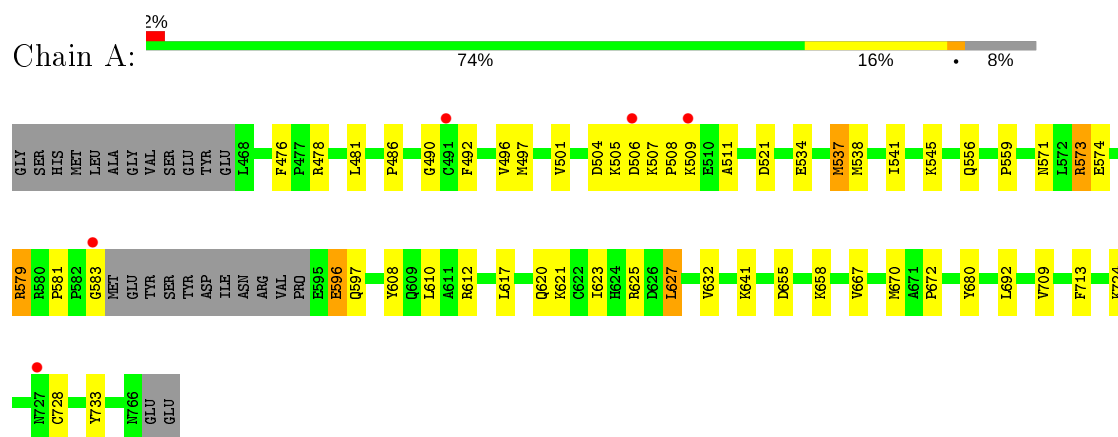 2%
Chain A:
74% 16% • 8%
GLY SER HIS MET LEU ALA GLY VAL SER GLU TYR GLU L468 F476 P477 R478 L481 P486 G490 C491 F492 V496 M497 V501 D504 K505 D506 K507 P508 K509 E510 A511 D521 E534 M537 M538 I541 K545 Q556 P559 N571 L572 R573 E574
R579 R580 P581 P582 G583 MET GLU TYR SER TYR ASP ILE ASN ARG VAL PRO E595 E596 Q597 Y608 Q609 L610 A611 R612 L617 Q620 K621 C622 I623 H624 R625 D626 L627 V632 K641 D655 K658 V667 M670 A671 P672 Y680 L692 V709 F713
N727 C728 Y733 N766 GLU GLU